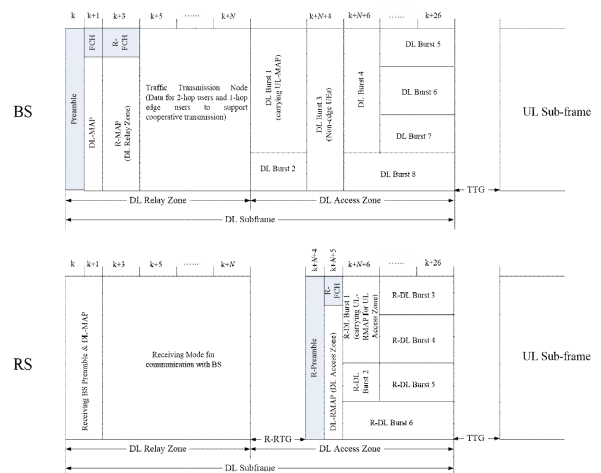 k k+1 k+3 k+5 ...... k+N k+N+4 k+N+6 ...... k+26
BS
Preamble
FCH
DL-MAP
R-
FCH
R-MAP
(DL Relay Zone)
Traffic Transmission Node
(Data for 2-hop users and 1-hop
edge users to support
cooperative transmission)
DL Burst 1
(carrying UL-MAP)
DL Burst 2
DL Burst 3
(Non-edge UEs)
DL Burst 4
DL Burst 5
DL Burst 6
DL Burst 7
DL Burst 8
UL Sub-frame
TTG
DL Relay Zone
DL Access Zone
DL Subframe
k k+1 k+3 k+5 ...... k+N k+N+4 k+N+5 k+N+6 ...... k+26
RS
Receiving BS Preamble & DL-MAP
Receiving Mode for
communication with BS
R-Preamble
R-
FCH
DL-RMAP (DL Access Zone)
R-DL Burst 1
(carrying UL-
RMAP for UL
Access Zone)
R-DL
Burst 2
R-DL Burst 3
R-DL Burst 4
R-DL Burst 5
R-DL Burst 6
UL Sub-frame
DL Relay Zone
R-RTG
DL Access Zone
TTG
DL Subframe